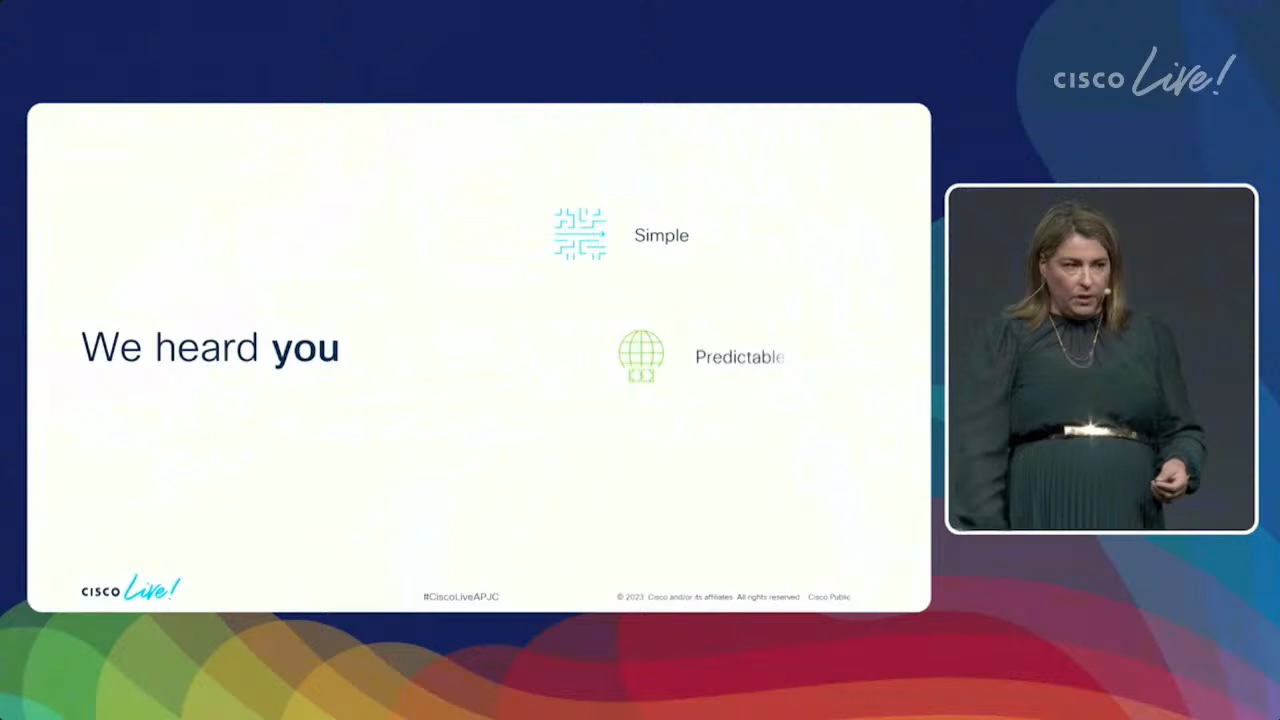 CISCO Live!
Simple
We heard you
Predictable
CISCO Live!
#CiscoLiveAPJC
© 2023 Cisco and/or its affiliates All rights reserved Cisco Public